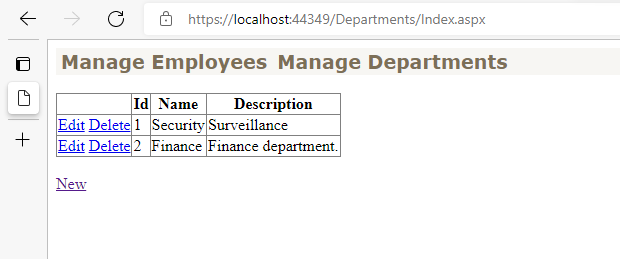 https://localhost:44349/Departments/Index.aspx
Manage Employees Manage Departments
Id Name Description
Edit Delete 1 Security Surveillance
Edit Delete 2 Finance Finance department.
New